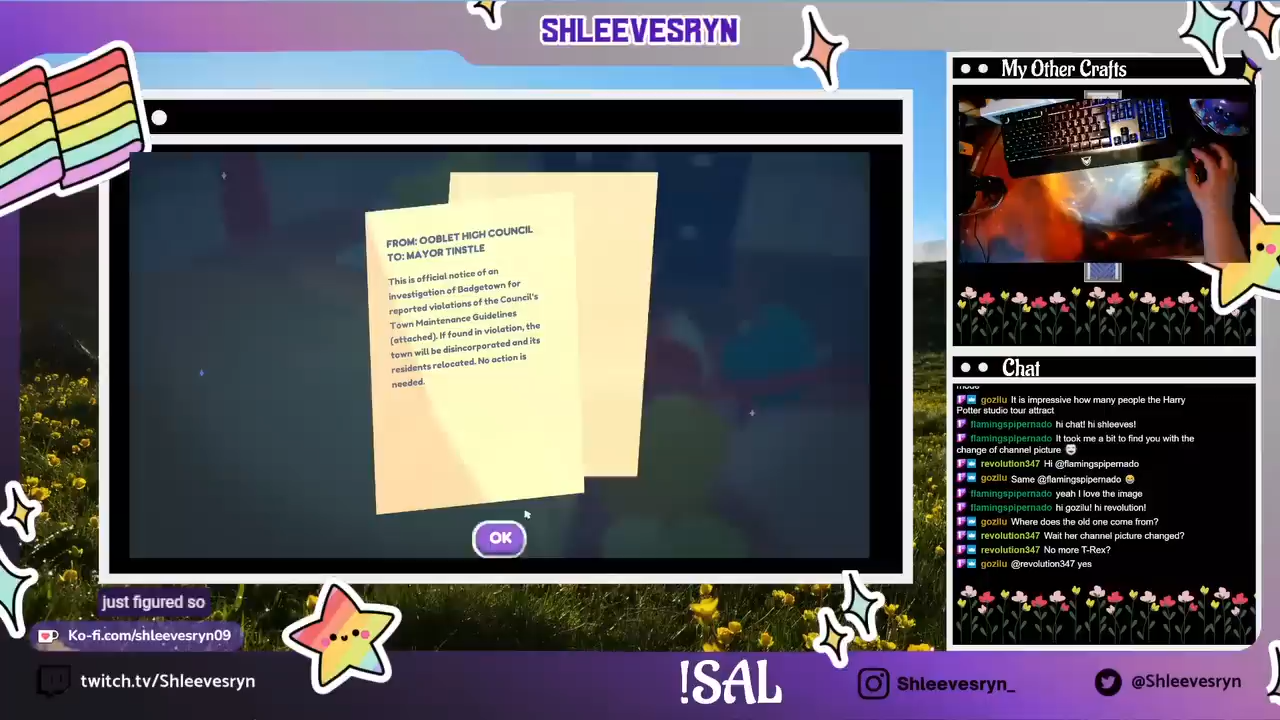 SHLEEVESRYN
My Other Crafts
FROM: OOBLET HIGH COUNCIL
TO: MAYOR TINSTLE
This is official notice of an
investigation of Badgetown for
reported violations of the Council's
Town Maintenance Guidelines
(attached). If found in violation, the
town will be disincorporated and its
residents relocated. No action is
needed.
OK
Chat
mode
gozilu It is impressive how many people the Harry
Potter studio tour attract
flamingspipernado hi chat! hi shleeves!
flamingspipernado It took me a bit to find you with the
change of channel picture
revolution347 Hi @flamingspipernado
gozilu Same @flamingspipernado
flamingspipernado yeah I love the image
flamingspipernado hi gozilu! hi revolution!
gozilu Where does the old one come from?
revolution347 Wait her channel picture changed?
revolution347 No more T-Rex?
gozilu @revolution347 yes
just figured so
Ko-fi.com/shleevesryn09
twitch.tv/Shleevesryn
!SAL
Shleevesryn_
@Shleevesryn